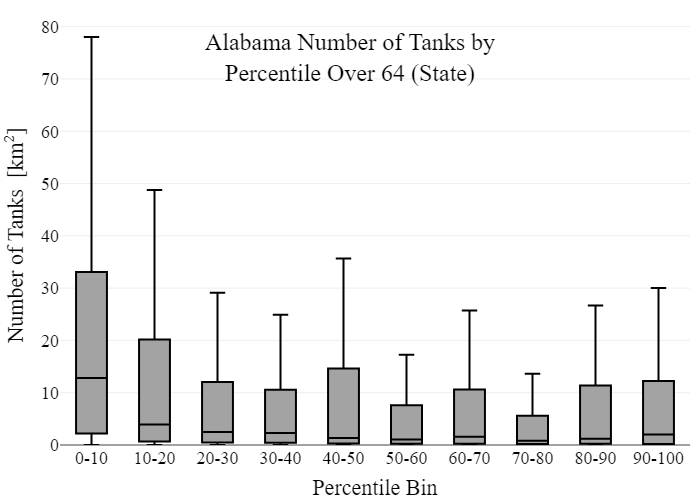 Alabama Number of Tanks by
Percentile Over 64 (State)
Number of Tanks [km²]
80
70
60
50
40
30
20
10
0
0-10 10-20 20-30 30-40 40-50 50-60 60-70 70-80 80-90 90-100
Percentile Bin